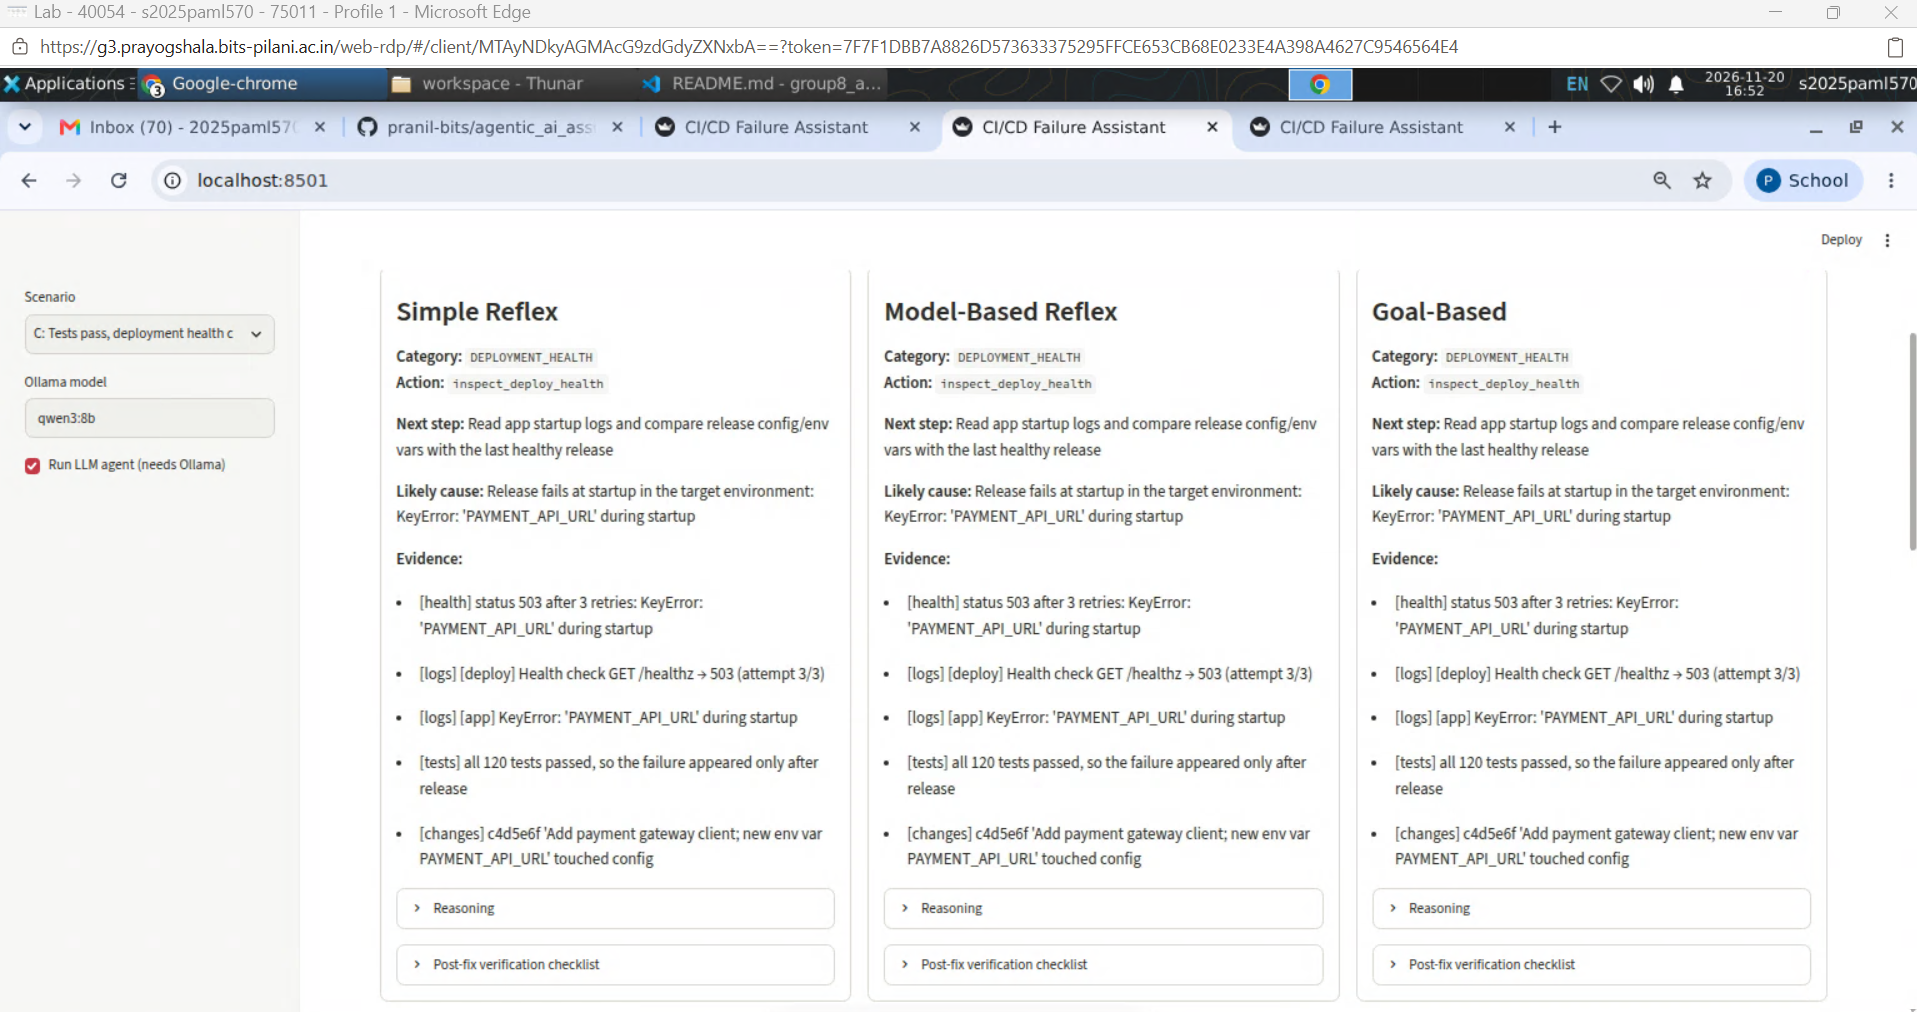 Lab - 40054 - s2025paml570 - 75011 - Profile 1 - Microsoft Edge
https://g3.prayogshala.bits-pilani.ac.in/web-rdp/#/client/MTAyNDkyAGMAcG9zdGdyZXNxbA==?token=7F7F1DBB7A8826D573633375295FFCE653CB68E0233E4A398A4627C9546564E4
Applications
3
Google-chrome
workspace - Thunar
README.md - group8_a...
EN
2026-11-20
16:52
s2025paml570
Inbox (70) - 2025paml570
pranil-bits/agentic_ai_ass
CI/CD Failure Assistant
CI/CD Failure Assistant
CI/CD Failure Assistant
localhost:8501
P School
Deploy
Scenario
C: Tests pass, deployment health c
Ollama model
qwen3:8b
Run LLM agent (needs Ollama)
Simple Reflex
Category: DEPLOYMENT_HEALTH
Action: inspect_deploy_health
Next step: Read app startup logs and compare release config/env
vars with the last healthy release
Likely cause: Release fails at startup in the target environment:
KeyError: 'PAYMENT_API_URL' during startup
Evidence:
• [health] status 503 after 3 retries: KeyError:
'PAYMENT_API_URL' during startup
• [logs] [deploy] Health check GET /healthz → 503 (attempt 3/3)
• [logs] [app] KeyError: 'PAYMENT_API_URL' during startup
• [tests] all 120 tests passed, so the failure appeared only after
release
• [changes] c4d5e6f 'Add payment gateway client; new env var
PAYMENT_API_URL' touched config
Reasoning
Post-fix verification checklist
Model-Based Reflex
Category: DEPLOYMENT_HEALTH
Action: inspect_deploy_health
Next step: Read app startup logs and compare release config/env
vars with the last healthy release
Likely cause: Release fails at startup in the target environment:
KeyError: 'PAYMENT_API_URL' during startup
Evidence:
• [health] status 503 after 3 retries: KeyError:
'PAYMENT_API_URL' during startup
• [logs] [deploy] Health check GET /healthz → 503 (attempt 3/3)
• [logs] [app] KeyError: 'PAYMENT_API_URL' during startup
• [tests] all 120 tests passed, so the failure appeared only after
release
• [changes] c4d5e6f 'Add payment gateway client; new env var
PAYMENT_API_URL' touched config
Reasoning
Post-fix verification checklist
Goal-Based
Category: DEPLOYMENT_HEALTH
Action: inspect_deploy_health
Next step: Read app startup logs and compare release config/env
vars with the last healthy release
Likely cause: Release fails at startup in the target environment:
KeyError: 'PAYMENT_API_URL' during startup
Evidence:
• [health] status 503 after 3 retries: KeyError:
'PAYMENT_API_URL' during startup
• [logs] [deploy] Health check GET /healthz → 503 (attempt 3/3)
• [logs] [app] KeyError: 'PAYMENT_API_URL' during startup
• [tests] all 120 tests passed, so the failure appeared only after
release
• [changes] c4d5e6f 'Add payment gateway client; new env var
PAYMENT_API_URL' touched config
Reasoning
Post-fix verification checklist